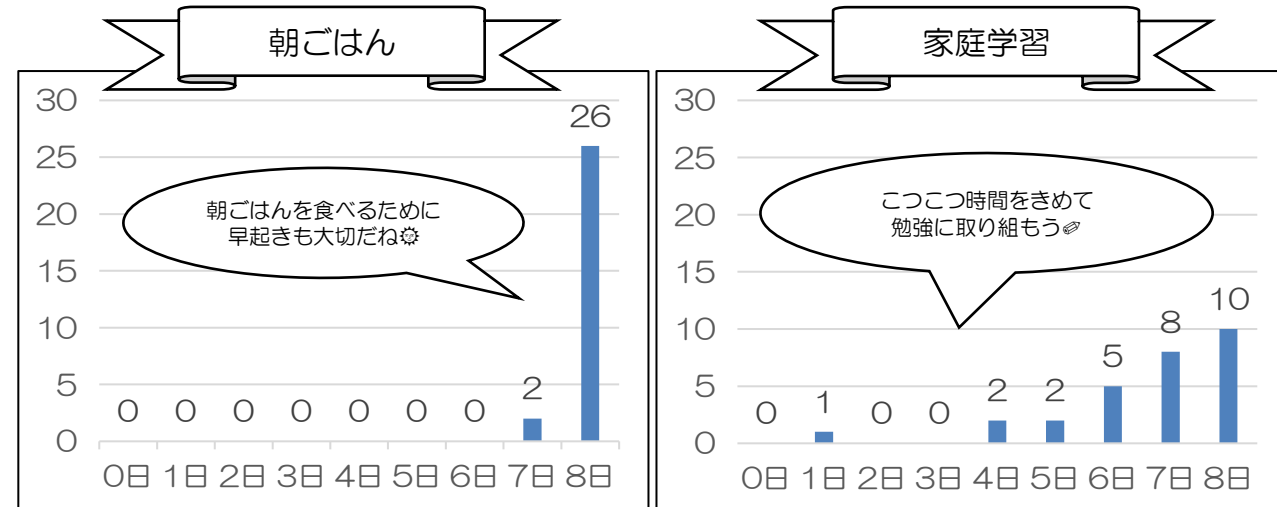 朝ごはん
30
25
20
15
10
5
0
朝ごはんを食べるために
早起きも大切だね🌞
0 0 0 0 0 0 0 2 26
0日 1日 2日 3日 4日 5日 6日 7日 8日
家庭学習
30
25
20
15
10
5
0
こつこつ時間をきめて
勉強に取り組もう✐
0 1 0 0 2 2 5 8 10
0日 1日 2日 3日 4日 5日 6日 7日 8日